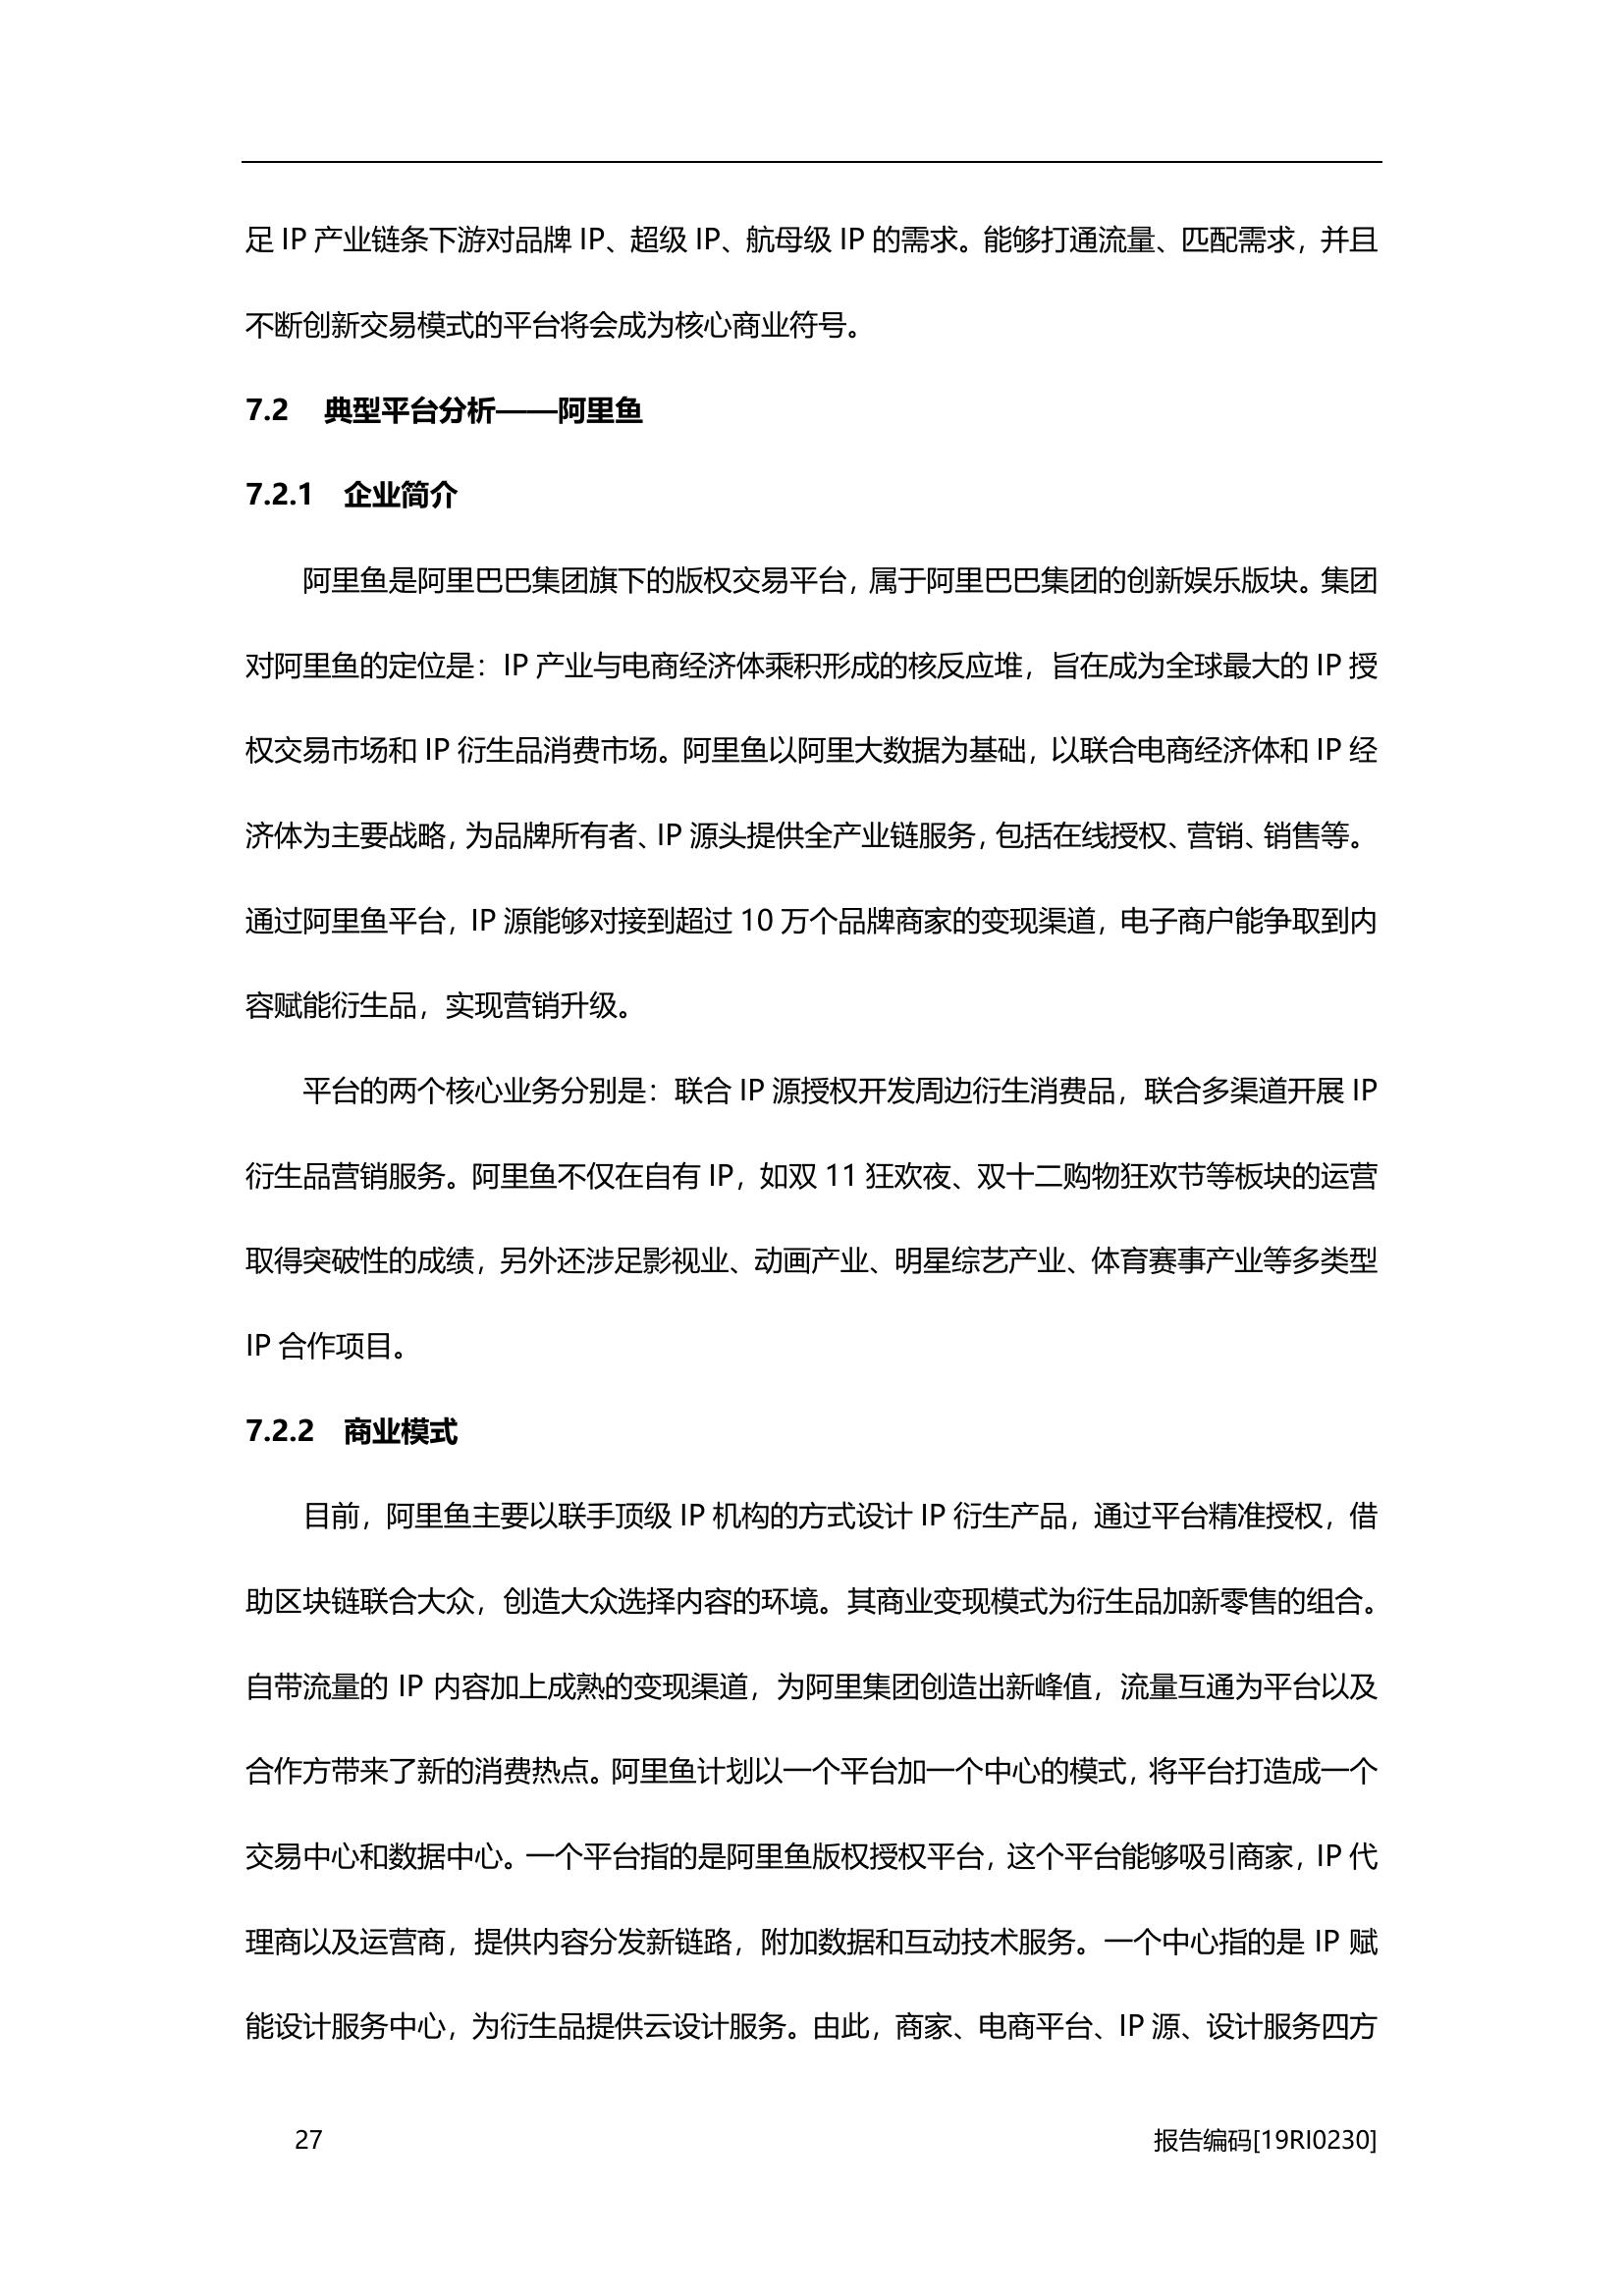 足 IP 产业链条下游对品牌 IP、超级 IP、航母级 IP 的需求。能够打通流量、匹配需求，并且
不断创新交易模式的平台将会成为核心商业符号。
7.2 典型平台分析——阿里鱼
7.2.1 企业简介
阿里鱼是阿里巴巴集团旗下的版权交易平台，属于阿里巴巴集团的创新娱乐版块。集团
对阿里鱼的定位是：IP 产业与电商经济体乘积形成的核反应堆，旨在成为全球最大的 IP 授
权交易市场和 IP 衍生品消费市场。阿里鱼以阿里大数据为基础，以联合电商经济体和 IP 经
济体为主要战略，为品牌所有者、IP 源头提供全产业链服务，包括在线授权、营销、销售等。
通过阿里鱼平台，IP 源能够对接到超过 10 万个品牌商家的变现渠道，电子商户能争取到内
容赋能衍生品，实现营销升级。
平台的两个核心业务分别是：联合 IP 源授权开发周边衍生消费品，联合多渠道开展 IP
衍生品营销服务。阿里鱼不仅在自有 IP，如双 11 狂欢夜、双十二购物狂欢节等板块的运营
取得突破性的成绩，另外还涉足影视业、动画产业、明星综艺产业、体育赛事产业等多类型
IP 合作项目。
7.2.2 商业模式
目前，阿里鱼主要以联手顶级 IP 机构的方式设计 IP 衍生产品，通过平台精准授权，借
助区块链联合大众，创造大众选择内容的环境。其商业变现模式为衍生品加新零售的组合。
自带流量的 IP 内容加上成熟的变现渠道，为阿里集团创造出新峰值，流量互通为平台以及
合作方带来了新的消费热点。阿里鱼计划以一个平台加一个中心的模式，将平台打造成一个
交易中心和数据中心。一个平台指的是阿里鱼版权授权平台，这个平台能够吸引商家，IP 代
理商以及运营商，提供内容分发新链路，附加数据和互动技术服务。一个中心指的是 IP 赋
能设计服务中心，为衍生品提供云设计服务。由此，商家、电商平台、IP 源、设计服务四方
27 报告编码[19RI0230]